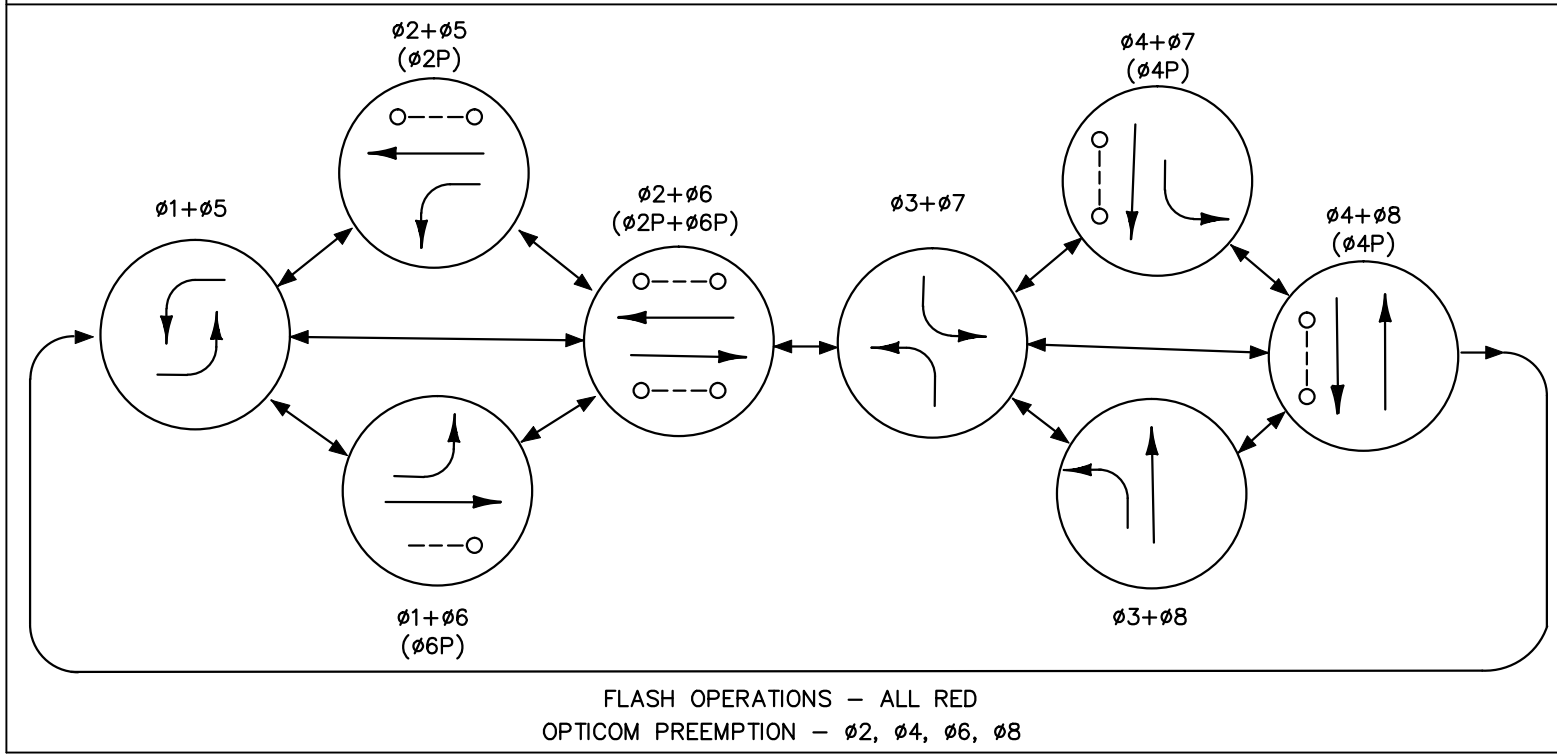 ø2+ø5
(ø2P)
ø4+ø7
(ø4P)
ø1+ø5
ø2+ø6
(ø2P+ø6P)
ø3+ø7
ø4+ø8
(ø4P)
ø1+ø6
(ø6P)
ø3+ø8
FLASH OPERATIONS – ALL RED
OPTICOM PREEMPTION – ø2, ø4, ø6, ø8